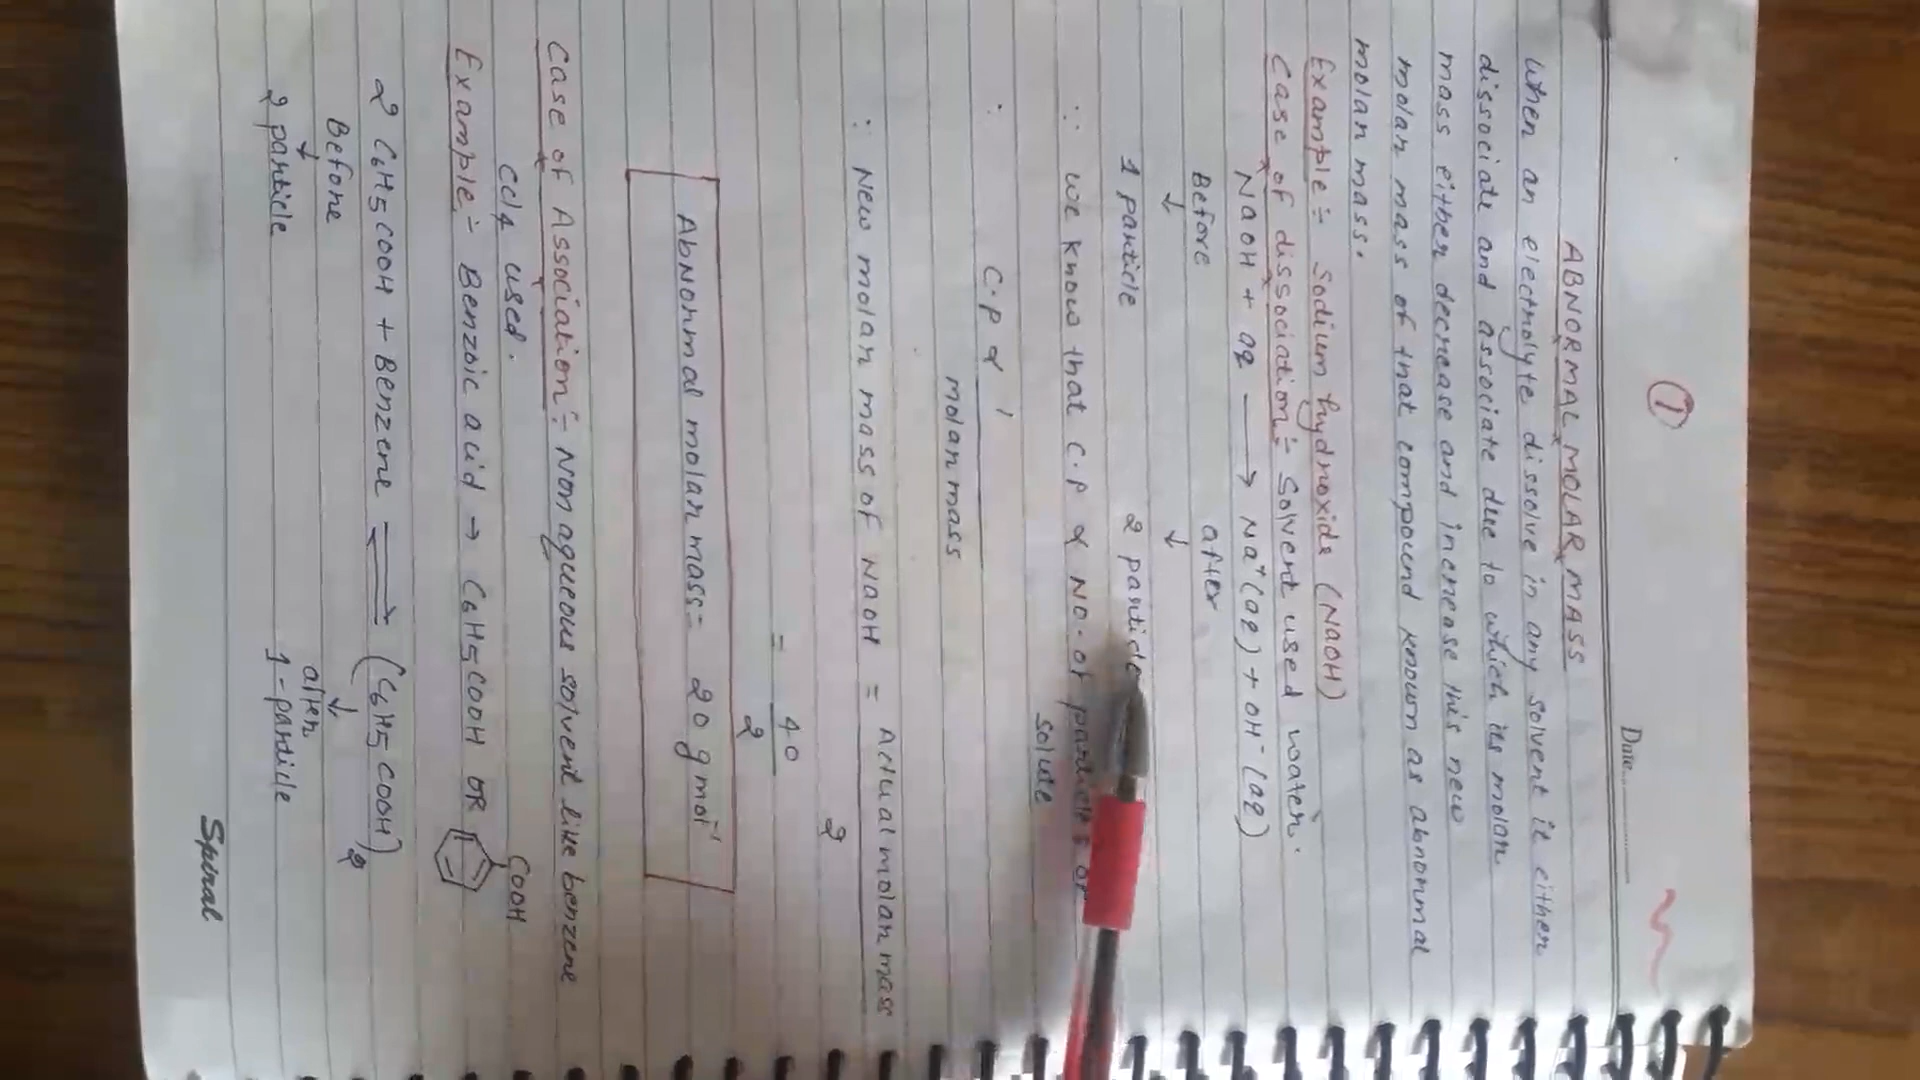 1
Date..............
ABNORMAL MOLAR MASS
When an electrolyte dissolve in any solvent it either
dissociate and associate due to which its molar
mass either decrease and increase this new
molar mass of that compound known as abnormal
molar mass.
Example:- Sodium hydroxide (NaOH)
Case of dissociation:- Solvent used water.
NaOH + aq ⟶ Na⁺(aq) + OH⁻(aq)
Before after
↓ ↓
1 particle 2 particle
∵ we know that C.P ∝ NO. of particles of
solute
∴ C.P ∝ 1
molar mass
∴ New molar mass of NaOH = Actual molar mass
2
= 40
2
AbNormal molar mass = 20 g mol⁻¹
Case of Association:- Non aqueous solvent like benzene
CCl4 used.
Example:- Benzoic acid → C6H5COOH OR COOH
2 C6H5COOH + Benzene ⇌ (C6H5COOH)2
Before after
↓ ↓
2 particle 1-particle
Spiral